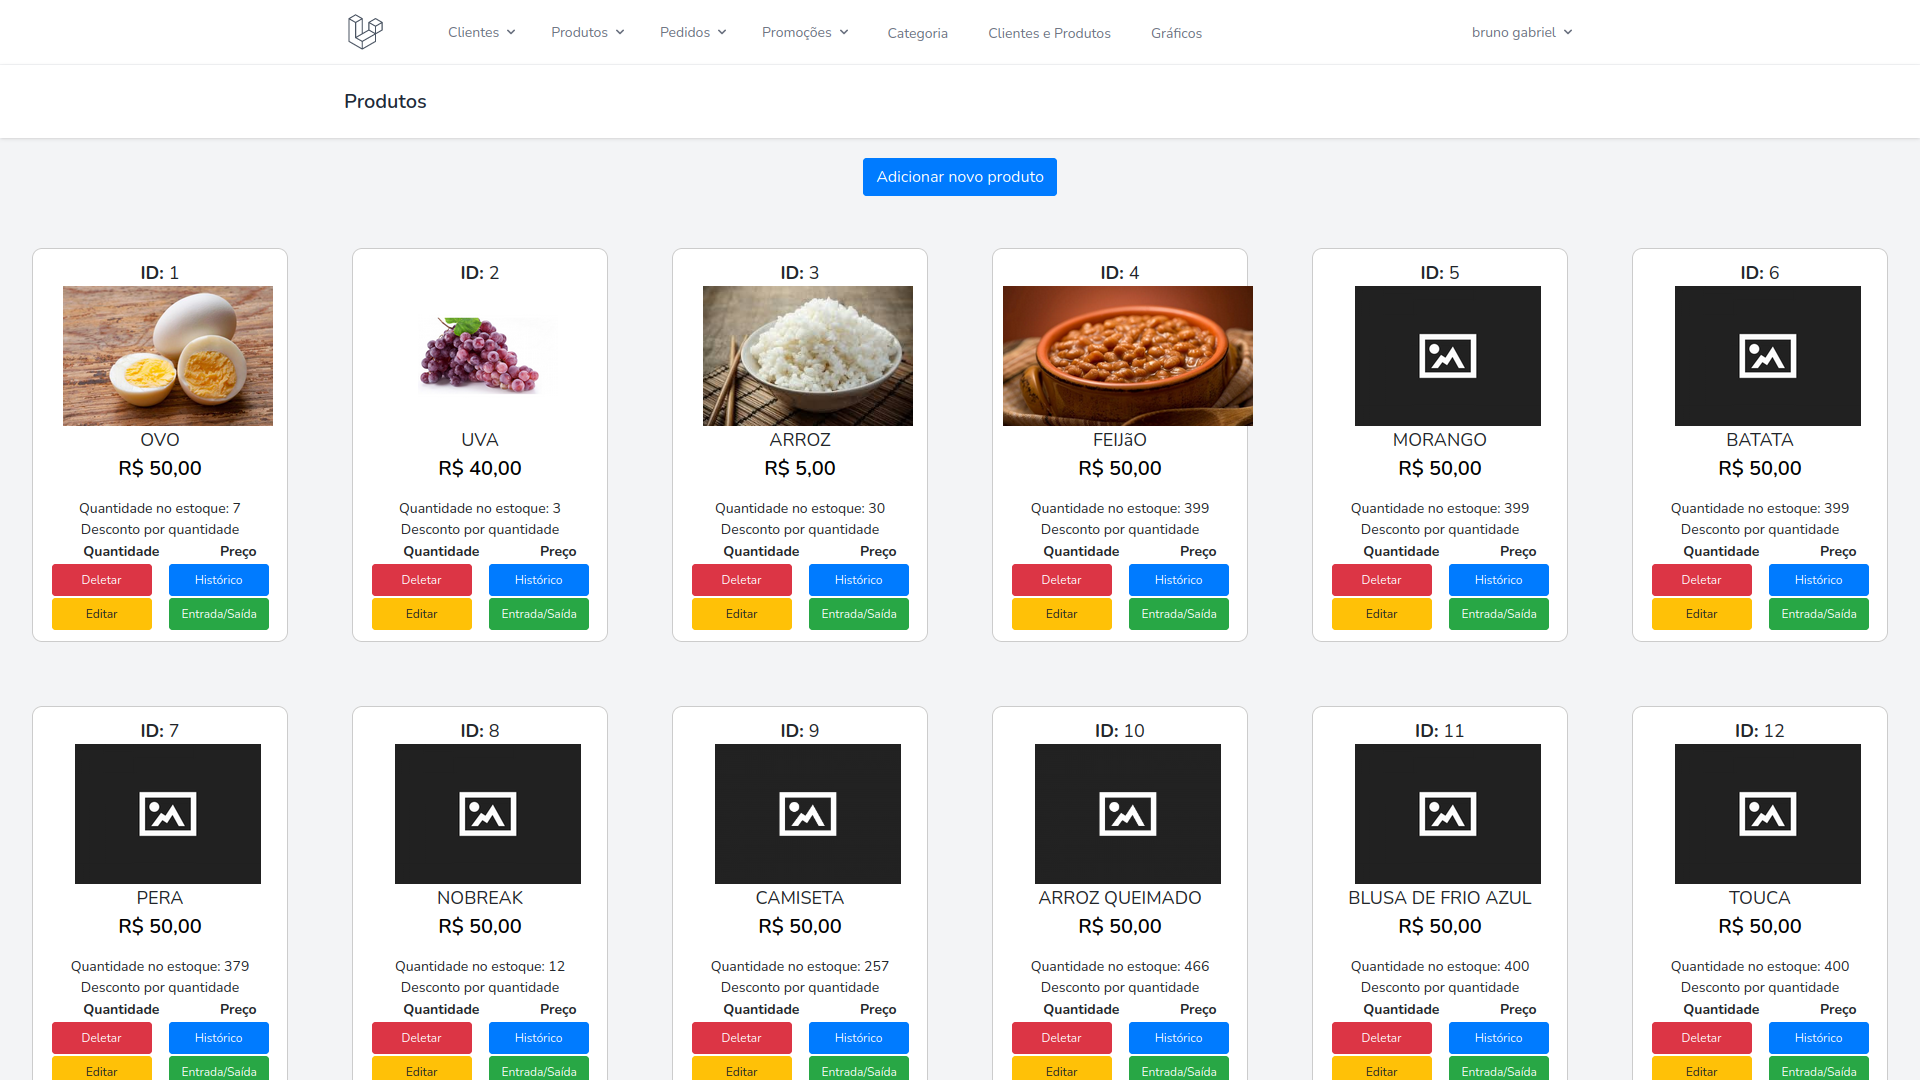 Clientes Produtos Pedidos Promoções Categoria Clientes e Produtos Gráficos bruno gabriel
Produtos
Adicionar novo produto
ID: 1
OVO
R$ 50,00
Quantidade no estoque: 7
Desconto por quantidade
Quantidade Preço
Deletar Histórico
Editar Entrada/Saída
ID: 2
UVA
R$ 40,00
Quantidade no estoque: 3
Desconto por quantidade
Quantidade Preço
Deletar Histórico
Editar Entrada/Saída
ID: 3
ARROZ
R$ 5,00
Quantidade no estoque: 30
Desconto por quantidade
Quantidade Preço
Deletar Histórico
Editar Entrada/Saída
ID: 4
FEIJãO
R$ 50,00
Quantidade no estoque: 399
Desconto por quantidade
Quantidade Preço
Deletar Histórico
Editar Entrada/Saída
ID: 5
MORANGO
R$ 50,00
Quantidade no estoque: 399
Desconto por quantidade
Quantidade Preço
Deletar Histórico
Editar Entrada/Saída
ID: 6
BATATA
R$ 50,00
Quantidade no estoque: 399
Desconto por quantidade
Quantidade Preço
Deletar Histórico
Editar Entrada/Saída
ID: 7
PERA
R$ 50,00
Quantidade no estoque: 379
Desconto por quantidade
Quantidade Preço
Deletar Histórico
Editar Entrada/Saída
ID: 8
NOBREAK
R$ 50,00
Quantidade no estoque: 12
Desconto por quantidade
Quantidade Preço
Deletar Histórico
Editar Entrada/Saída
ID: 9
CAMISETA
R$ 50,00
Quantidade no estoque: 257
Desconto por quantidade
Quantidade Preço
Deletar Histórico
Editar Entrada/Saída
ID: 10
ARROZ QUEIMADO
R$ 50,00
Quantidade no estoque: 466
Desconto por quantidade
Quantidade Preço
Deletar Histórico
Editar Entrada/Saída
ID: 11
BLUSA DE FRIO AZUL
R$ 50,00
Quantidade no estoque: 400
Desconto por quantidade
Quantidade Preço
Deletar Histórico
Editar Entrada/Saída
ID: 12
TOUCA
R$ 50,00
Quantidade no estoque: 400
Desconto por quantidade
Quantidade Preço
Deletar Histórico
Editar Entrada/Saída